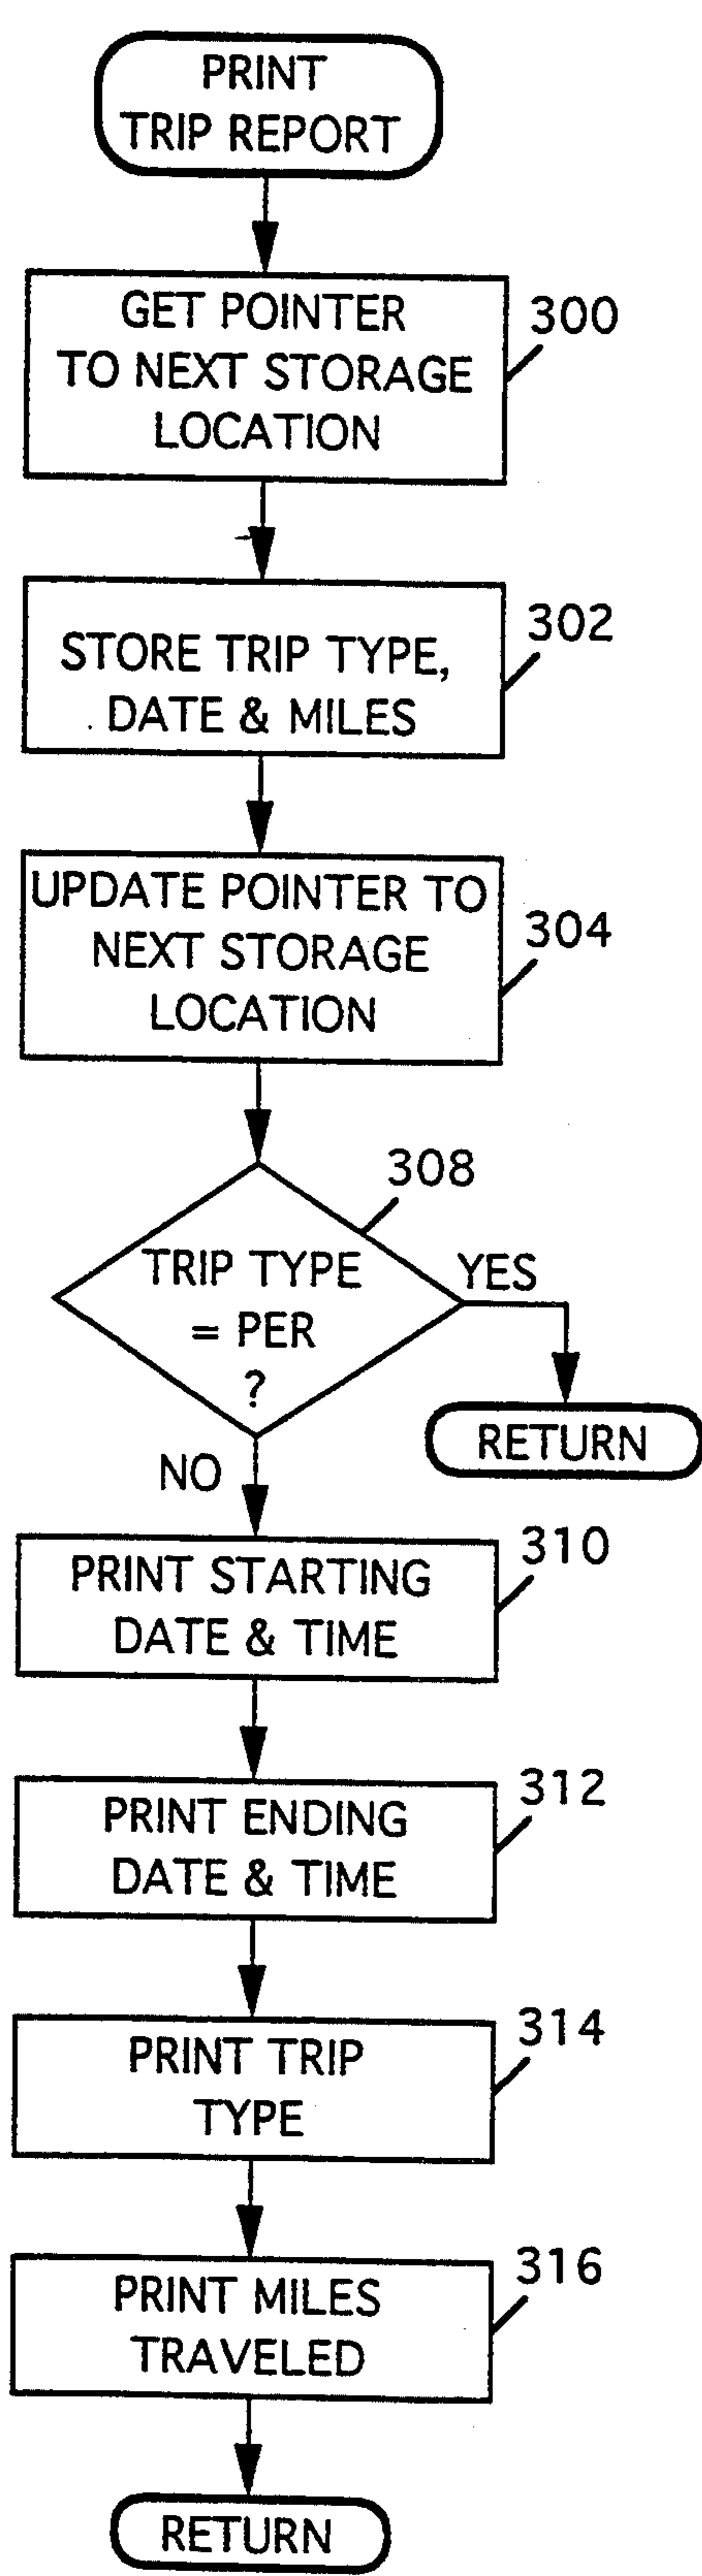 PRINT
TRIP REPORT
GET POINTER
TO NEXT STORAGE
LOCATION
300
STORE TRIP TYPE,
DATE & MILES
302
UPDATE POINTER TO
NEXT STORAGE
LOCATION
304
308
TRIP TYPE
= PER
?
YES
RETURN
NO
PRINT STARTING
DATE & TIME
310
PRINT ENDING
DATE & TIME
312
PRINT TRIP
TYPE
314
PRINT MILES
TRAVELED
316
RETURN